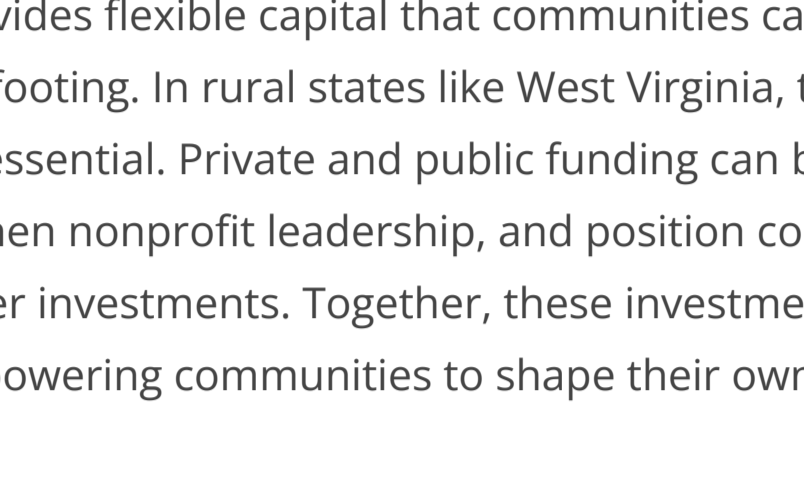 vides flexible capital that communities ca
footing. In rural states like West Virginia, t
essential. Private and public funding can b
hen nonprofit leadership, and position co
er investments. Together, these investme
powering communities to shape their own